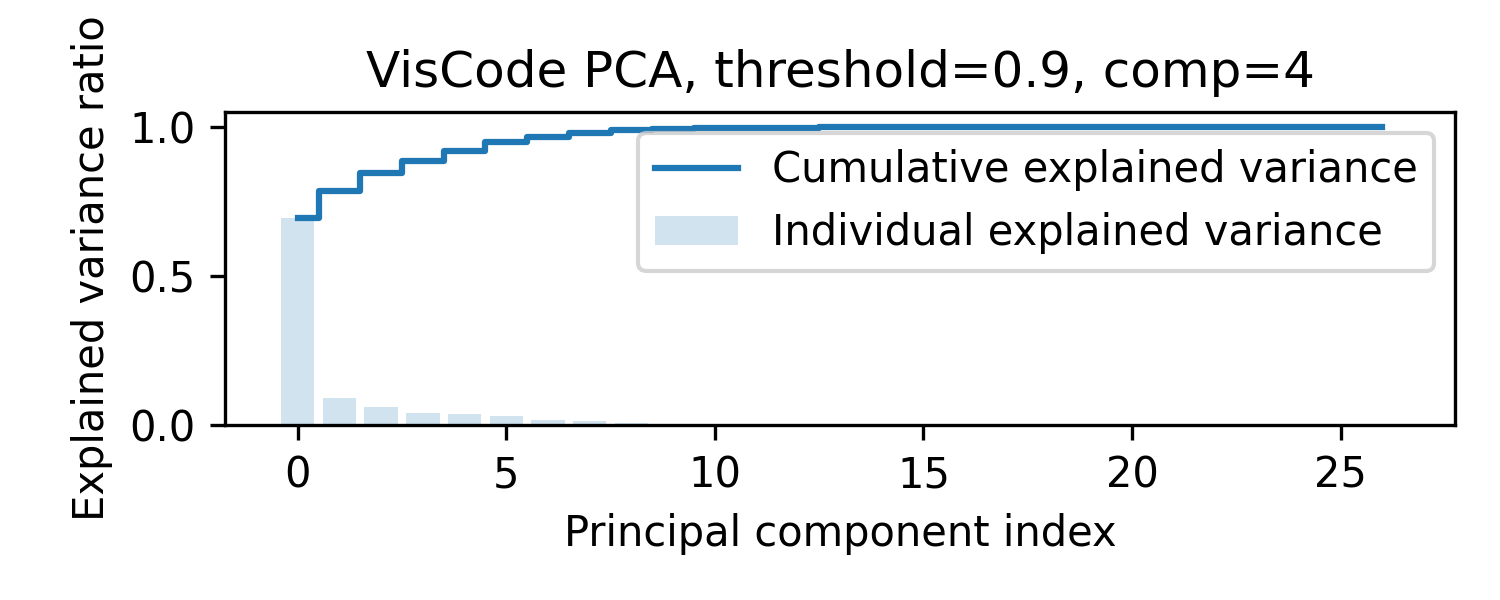 VisCode PCA, threshold=0.9, comp=4
Explained variance ratio
1.0
0.5
0.0
Cumulative explained variance
Individual explained variance
0 5 10 15 20 25
Principal component index